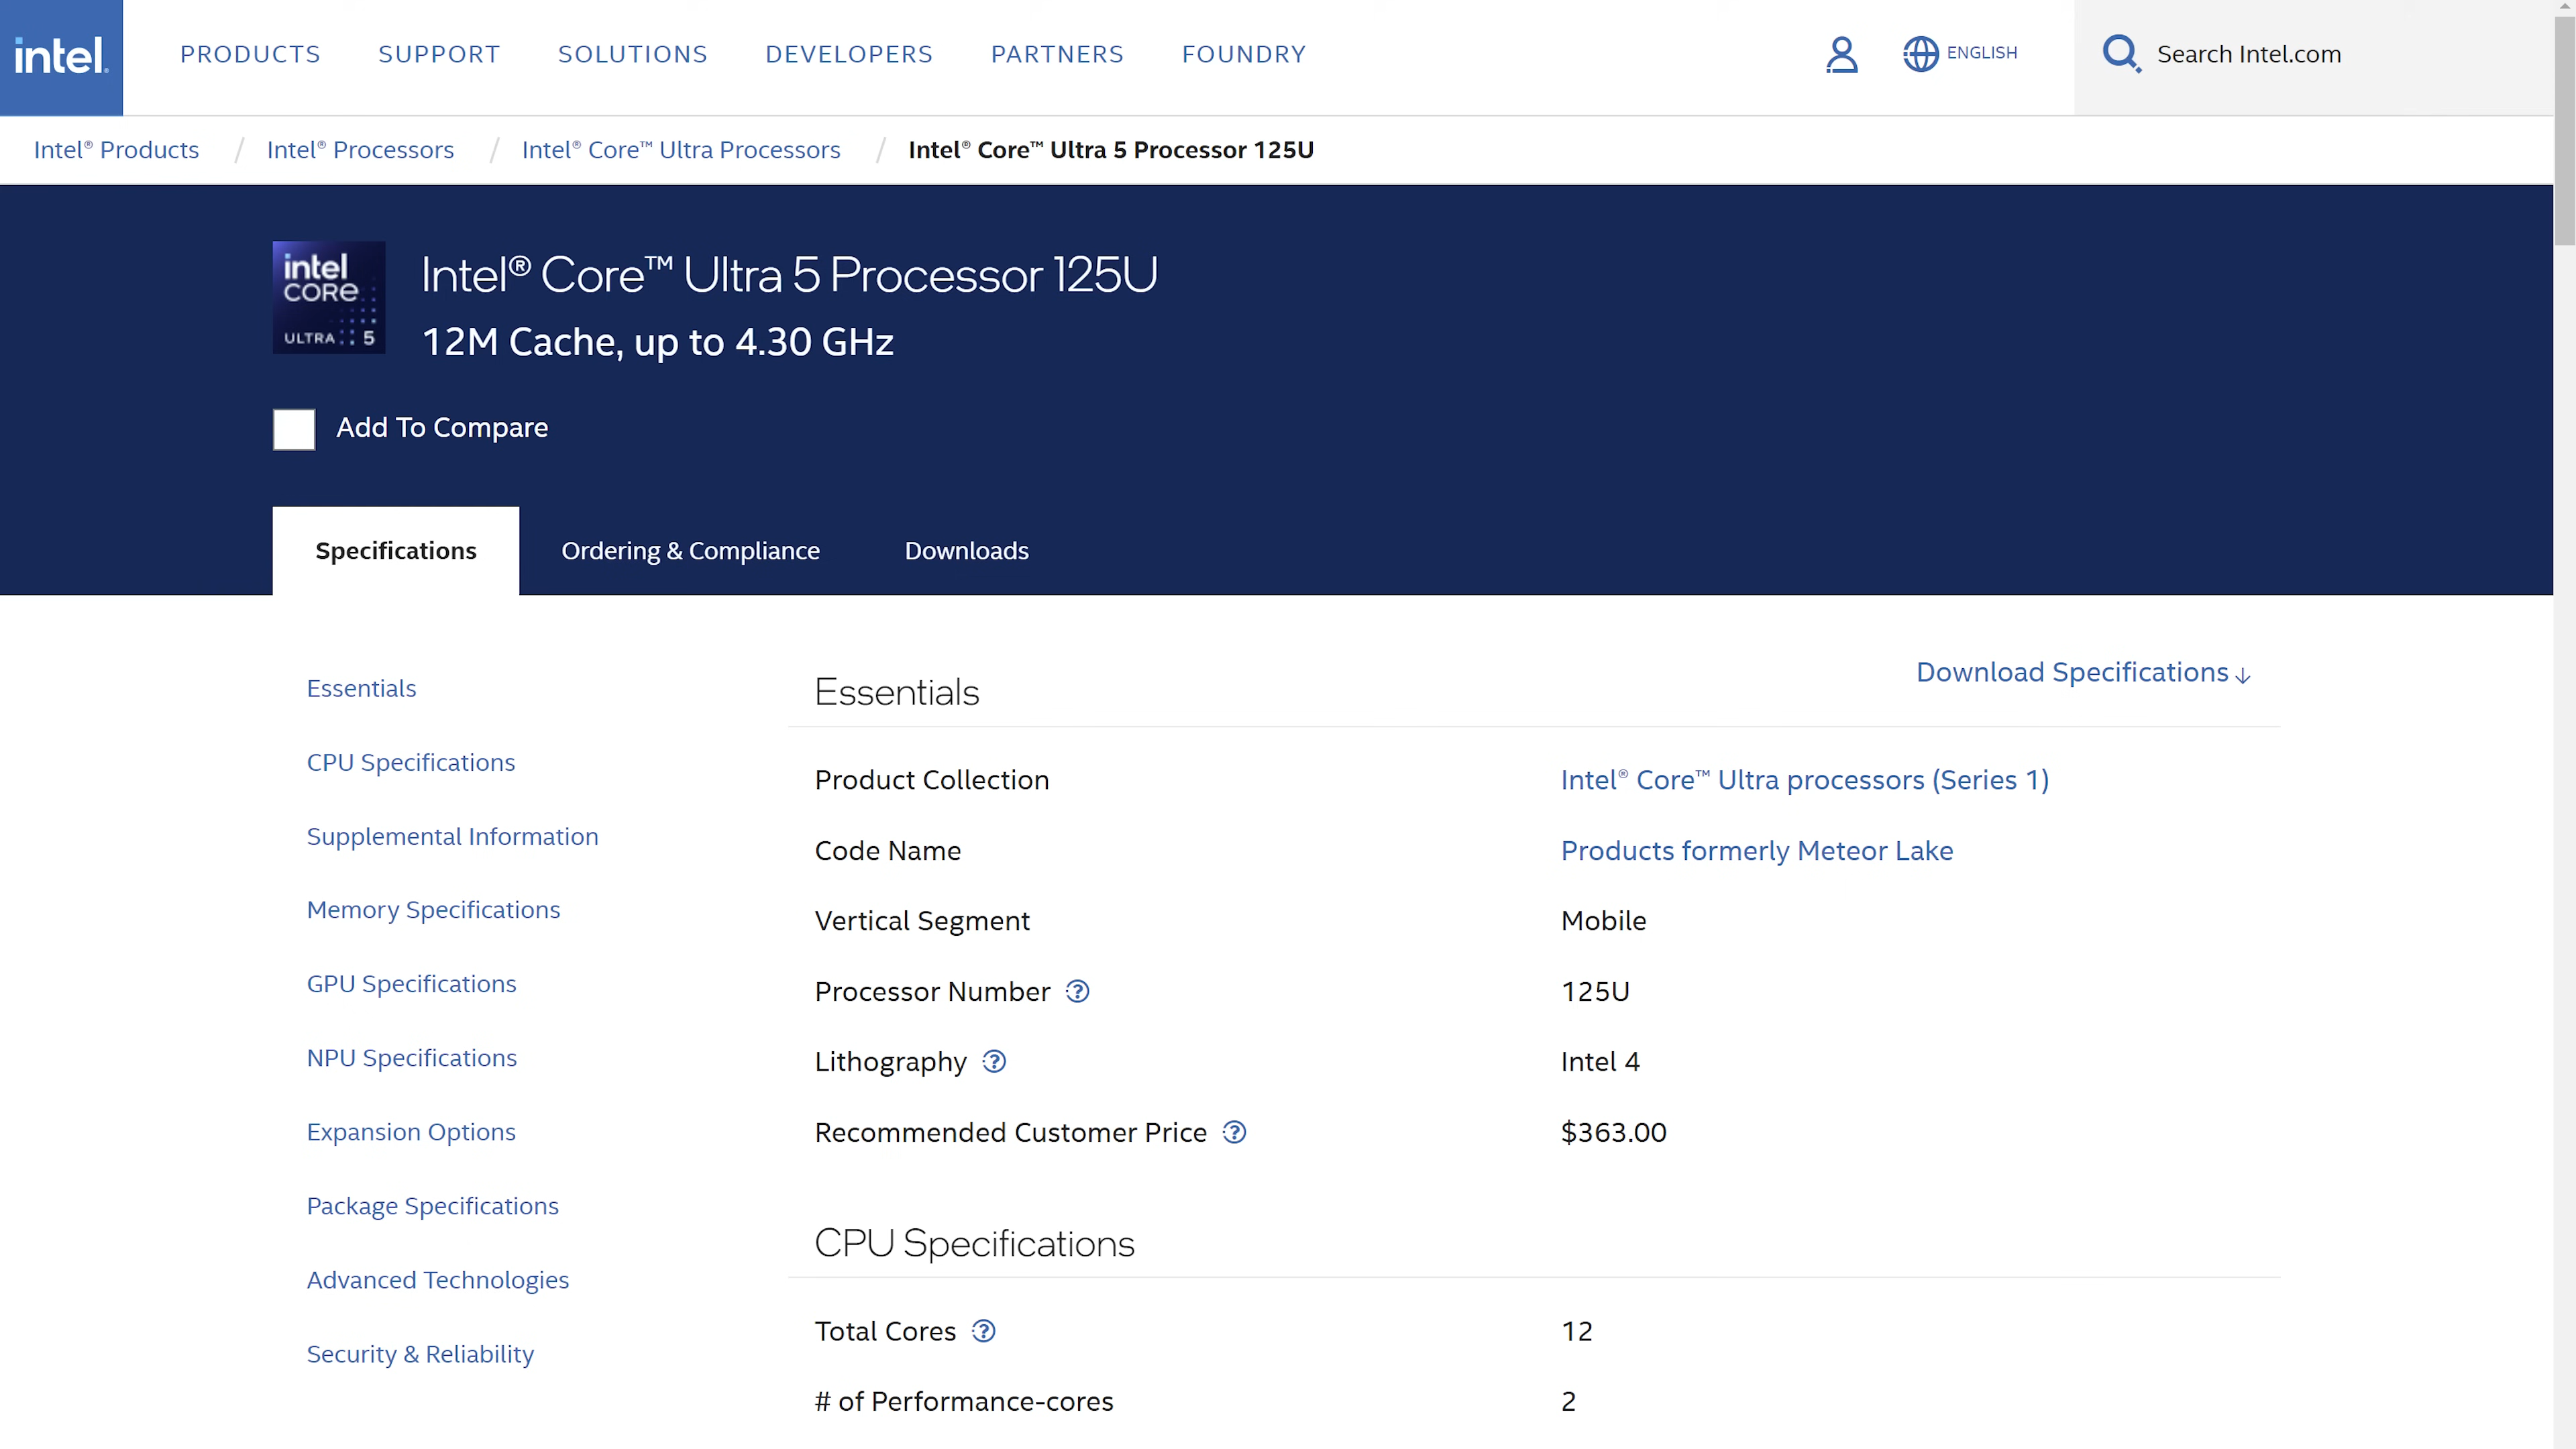 intel.
PRODUCTS SUPPORT SOLUTIONS DEVELOPERS PARTNERS FOUNDRY ENGLISH Search Intel.com
Intel® Products / Intel® Processors / Intel® Core™ Ultra Processors / Intel® Core™ Ultra 5 Processor 125U
intel
CORE
ULTRA 5
Intel® Core™ Ultra 5 Processor 125U
12M Cache, up to 4.30 GHz
Add To Compare
Specifications Ordering & Compliance Downloads
Essentials
CPU Specifications
Supplemental Information
Memory Specifications
GPU Specifications
NPU Specifications
Expansion Options
Package Specifications
Advanced Technologies
Security & Reliability
Download Specifications↓
Essentials
Product Collection Intel® Core™ Ultra processors (Series 1)
Code Name Products formerly Meteor Lake
Vertical Segment Mobile
Processor Number ? 125U
Lithography ? Intel 4
Recommended Customer Price ? $363.00
CPU Specifications
Total Cores ? 12
# of Performance-cores 2